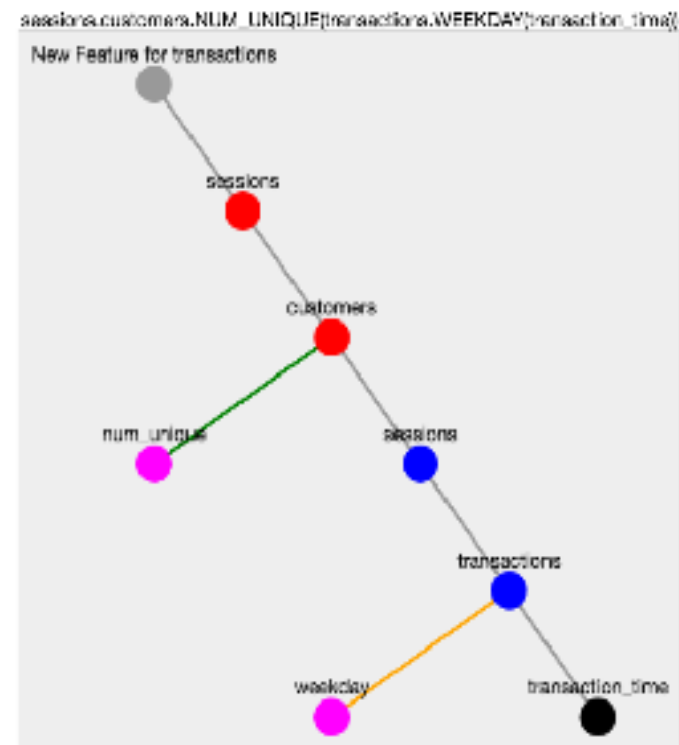 sessions.customers.NUM_UNIQUE(transactions.WEEKDAY(transaction_time))
New Feature for transactions
sessions
customers
num_unique
sessions
transactions
weekday
transaction_time